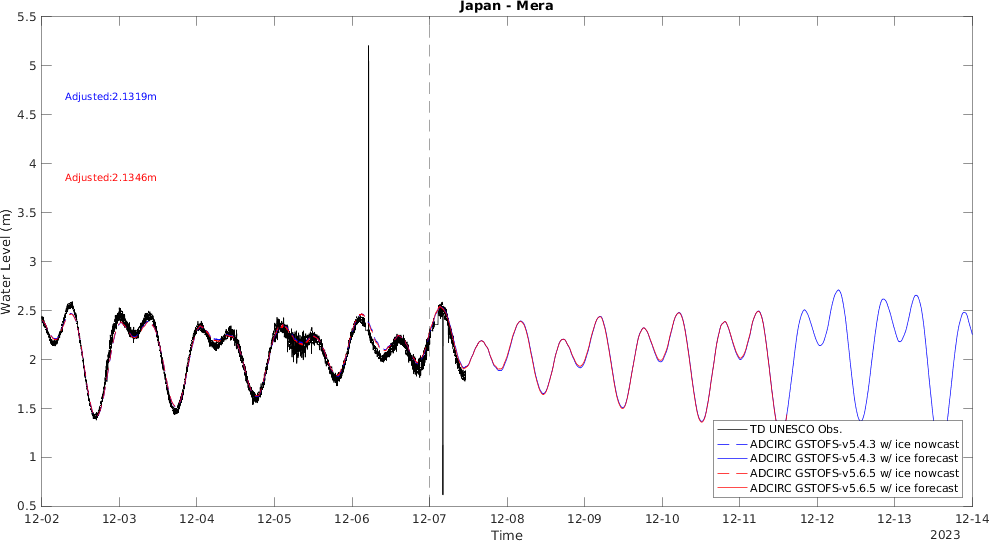 Japan - Mera
5.5
5
4.5
4
3.5
3
2.5
2
1.5
1
0.5
Water Level (m)
Adjusted:2.1319m
Adjusted:2.1346m
TD UNESCO Obs.
ADCIRC GSTOFS-v5.4.3 w/ ice nowcast
ADCIRC GSTOFS-v5.4.3 w/ ice forecast
ADCIRC GSTOFS-v5.6.5 w/ ice nowcast
ADCIRC GSTOFS-v5.6.5 w/ ice forecast
12-02 12-03 12-04 12-05 12-06 12-07 12-08 12-09 12-10 12-11 12-12 12-13 12-14
Time
2023